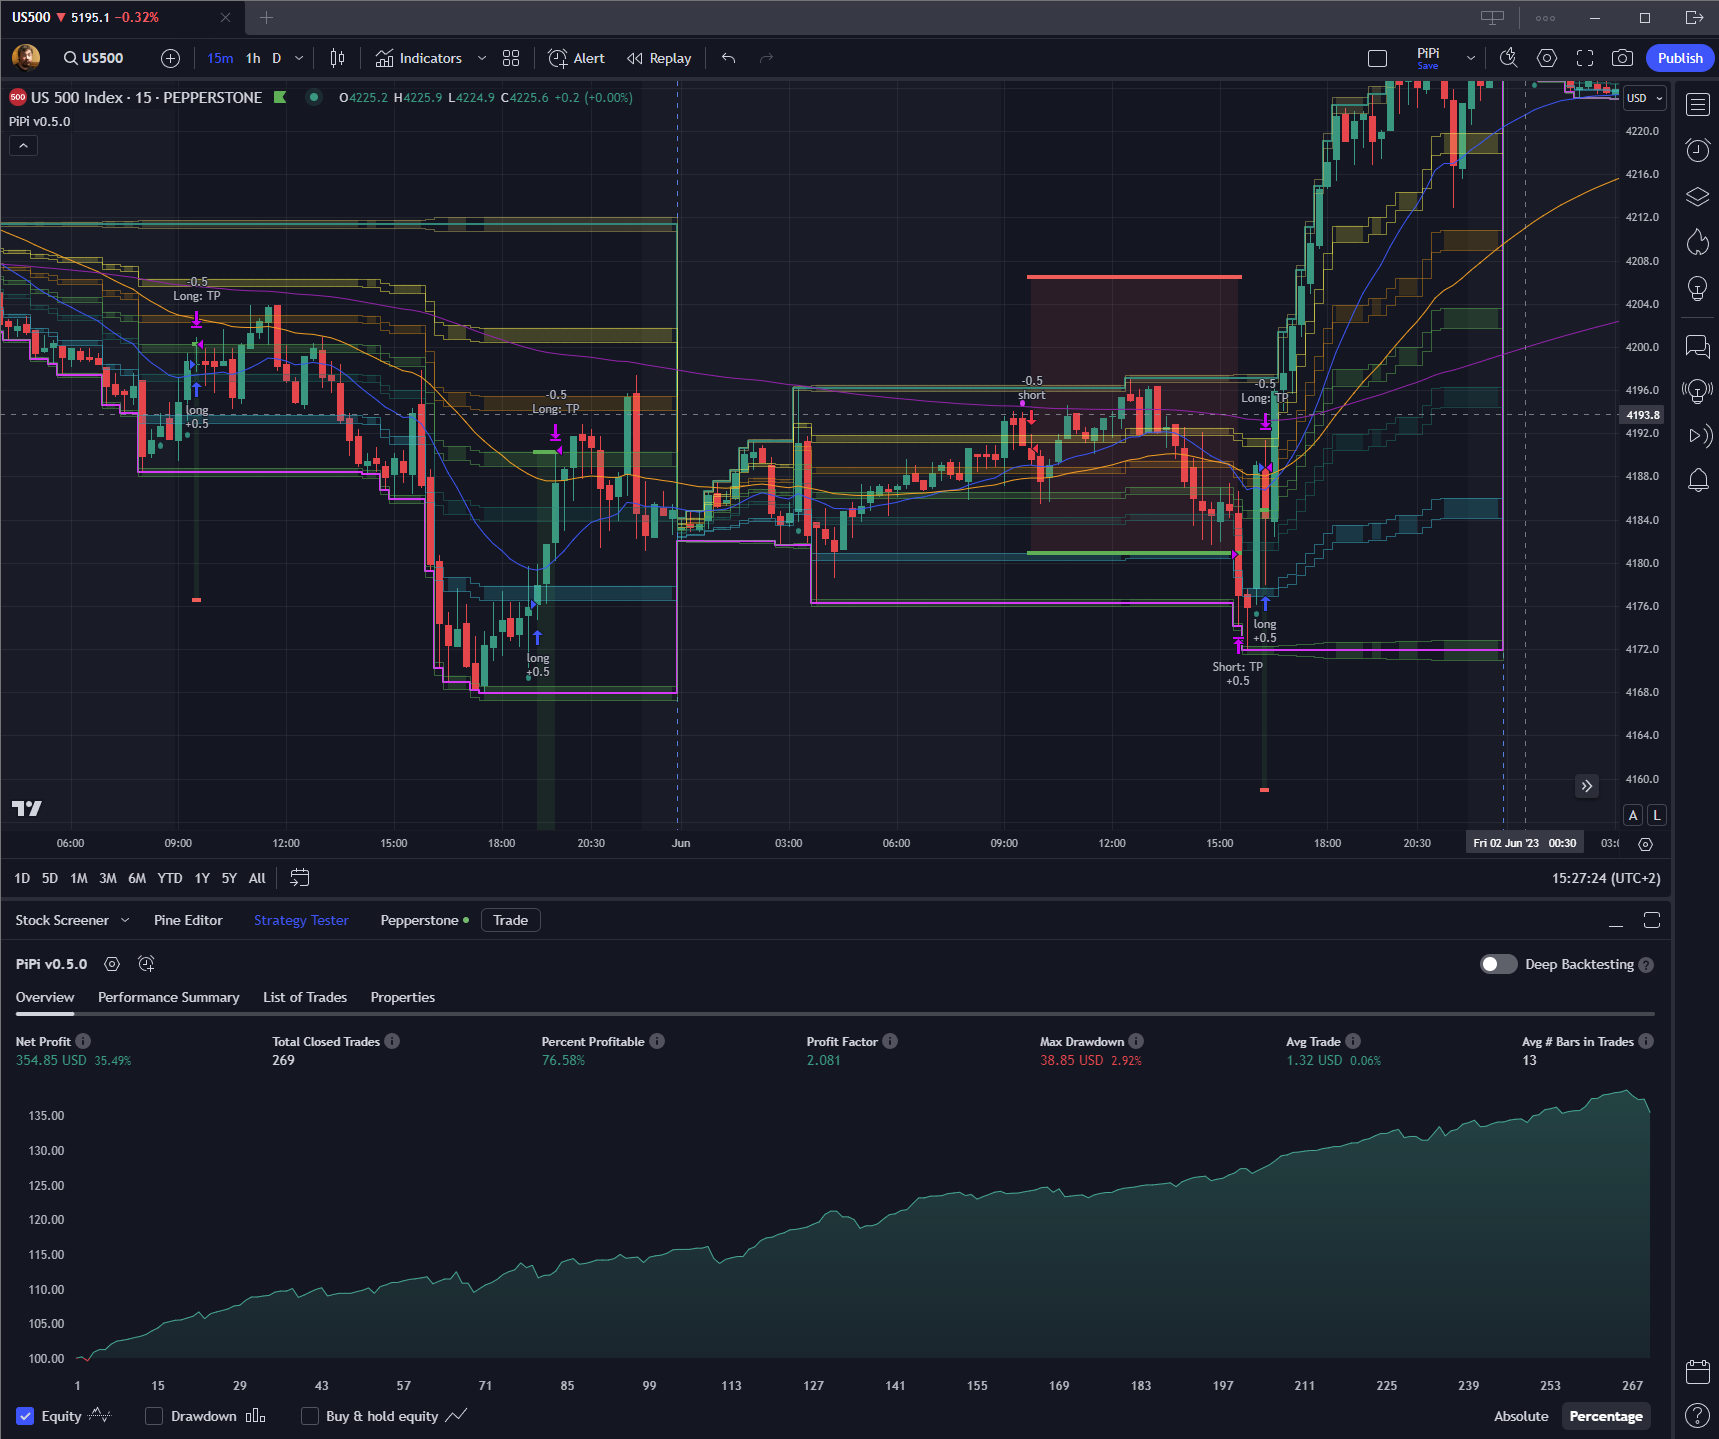 US500 ▼ 5195.1 −0.32%
US500 15m 1h D Indicators Alert Replay PiPi Save Publish
500 US 500 Index · 15 · PEPPERSTONE O4225.2 H4225.9 L4224.9 C4225.6 +0.2 (+0.00%)
USD
PiPi v0.5.0
4220.0
4216.0
4212.0
4208.0
4204.0
4200.0
4196.0
4193.8
4192.0
4188.0
4184.0
4180.0
4176.0
4172.0
4168.0
4164.0
4160.0
-0.5
Long: TP
long
+0.5
-0.5
Long: TP
long
+0.5
-0.5
short
Short: TP
+0.5
-0.5
Long: TP
long
+0.5
A L
06:00 09:00 12:00 15:00 18:00 20:30 Jun 03:00 06:00 09:00 12:00 15:00 18:00 20:30 Fri 02 Jun '23 00:30
1D 5D 1M 3M 6M YTD 1Y 5Y All 15:27:24 (UTC+2)
Stock Screener Pine Editor Strategy Tester Pepperstone Trade
PiPi v0.5.0 Deep Backtesting ?
Overview Performance Summary List of Trades Properties
Net Profit Total Closed Trades Percent Profitable Profit Factor Max Drawdown Avg Trade Avg # Bars in Trades
354.85 USD 35.49% 269 76.58% 2.081 38.85 USD 2.92% 1.32 USD 0.06% 13
135.00
130.00
125.00
120.00
115.00
110.00
105.00
100.00
1 15 29 43 57 71 85 99 113 127 141 155 169 183 197 211 225 239 253 267
Equity Drawdown Buy & hold equity Absolute Percentage